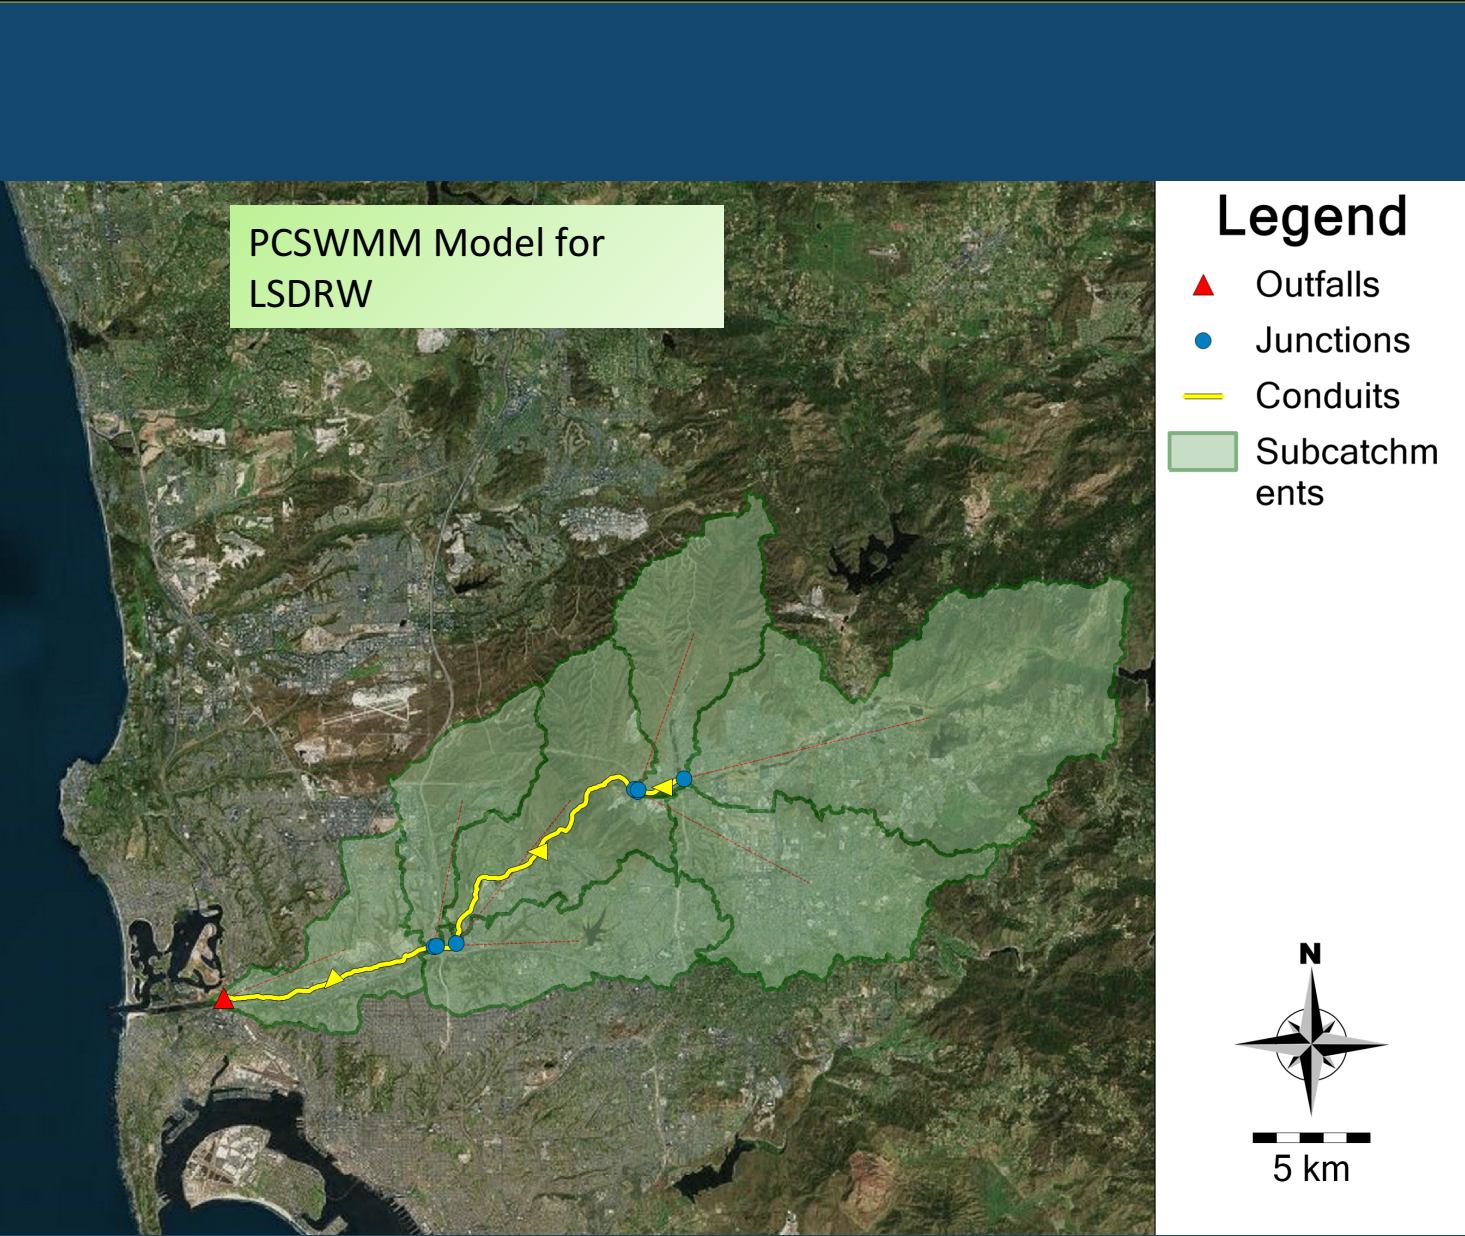 PCSWMM Model for
LSDRW
Legend
Outfalls
Junctions
Conduits
Subcatchm
ents
N
5 km